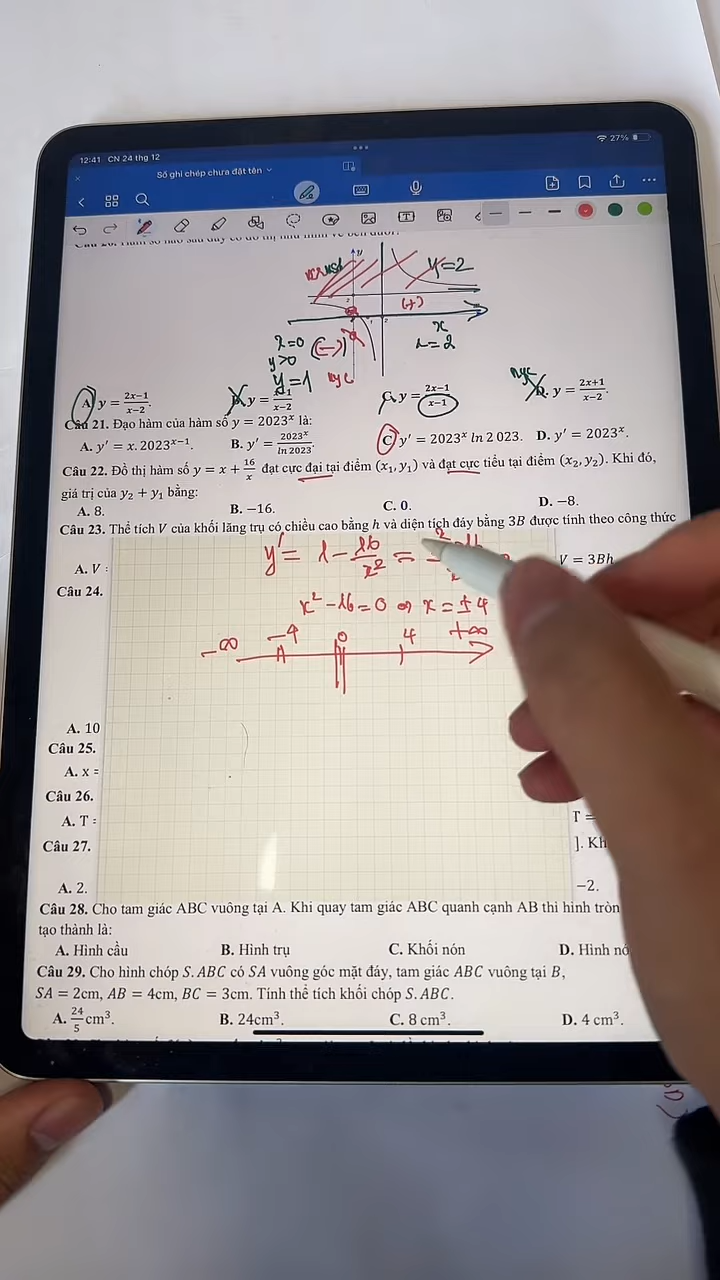 12:41 CN 24 thg 12
27%
Sổ ghi chép chưa đặt tên
y=2
(+)
x=0
y>0
(-)
x
x=2
y=1
A. y = 2x−1/x−2.
y = /x−2
C. y = 2x−1/x−1
D. y = 2x+1/x−2.
Câu 21. Đạo hàm của hàm số y = 2023^x là:
A. y′ = x. 2023^(x−1).
B. y′ = 2023^x/ln 2023.
C. y′ = 2023^x ln 2 023.
D. y′ = 2023^x.
Câu 22. Đồ thị hàm số y = x + 16/x đạt cực đại tại điểm (x₁, y₁) và đạt cực tiểu tại điểm (x₂, y₂). Khi đó,
giá trị của y₂ + y₁ bằng:
A. 8.
B. −16.
C. 0.
D. −8.
Câu 23. Thể tích V của khối lăng trụ có chiều cao bằng h và diện tích đáy bằng 3B được tính theo công thức
A. V
V = 3Bh
y′ = 1 − 16/x² =
Câu 24.
x² − 16 = 0 ⇔ x = ±4
−∞ −4 0 4 +∞
A. 10
Câu 25.
A. x =
Câu 26.
A. T =
T =
Câu 27.
]. Kh
A. 2.
−2.
Câu 28. Cho tam giác ABC vuông tại A. Khi quay tam giác ABC quanh cạnh AB thì hình tròn
tạo thành là:
A. Hình cầu
B. Hình trụ
C. Khối nón
D. Hình nó
Câu 29. Cho hình chóp S.ABC có SA vuông góc mặt đáy, tam giác ABC vuông tại B,
SA = 2cm, AB = 4cm, BC = 3cm. Tính thể tích khối chóp S.ABC.
A. 24/5 cm³.
B. 24cm³.
C. 8 cm³.
D. 4 cm³.